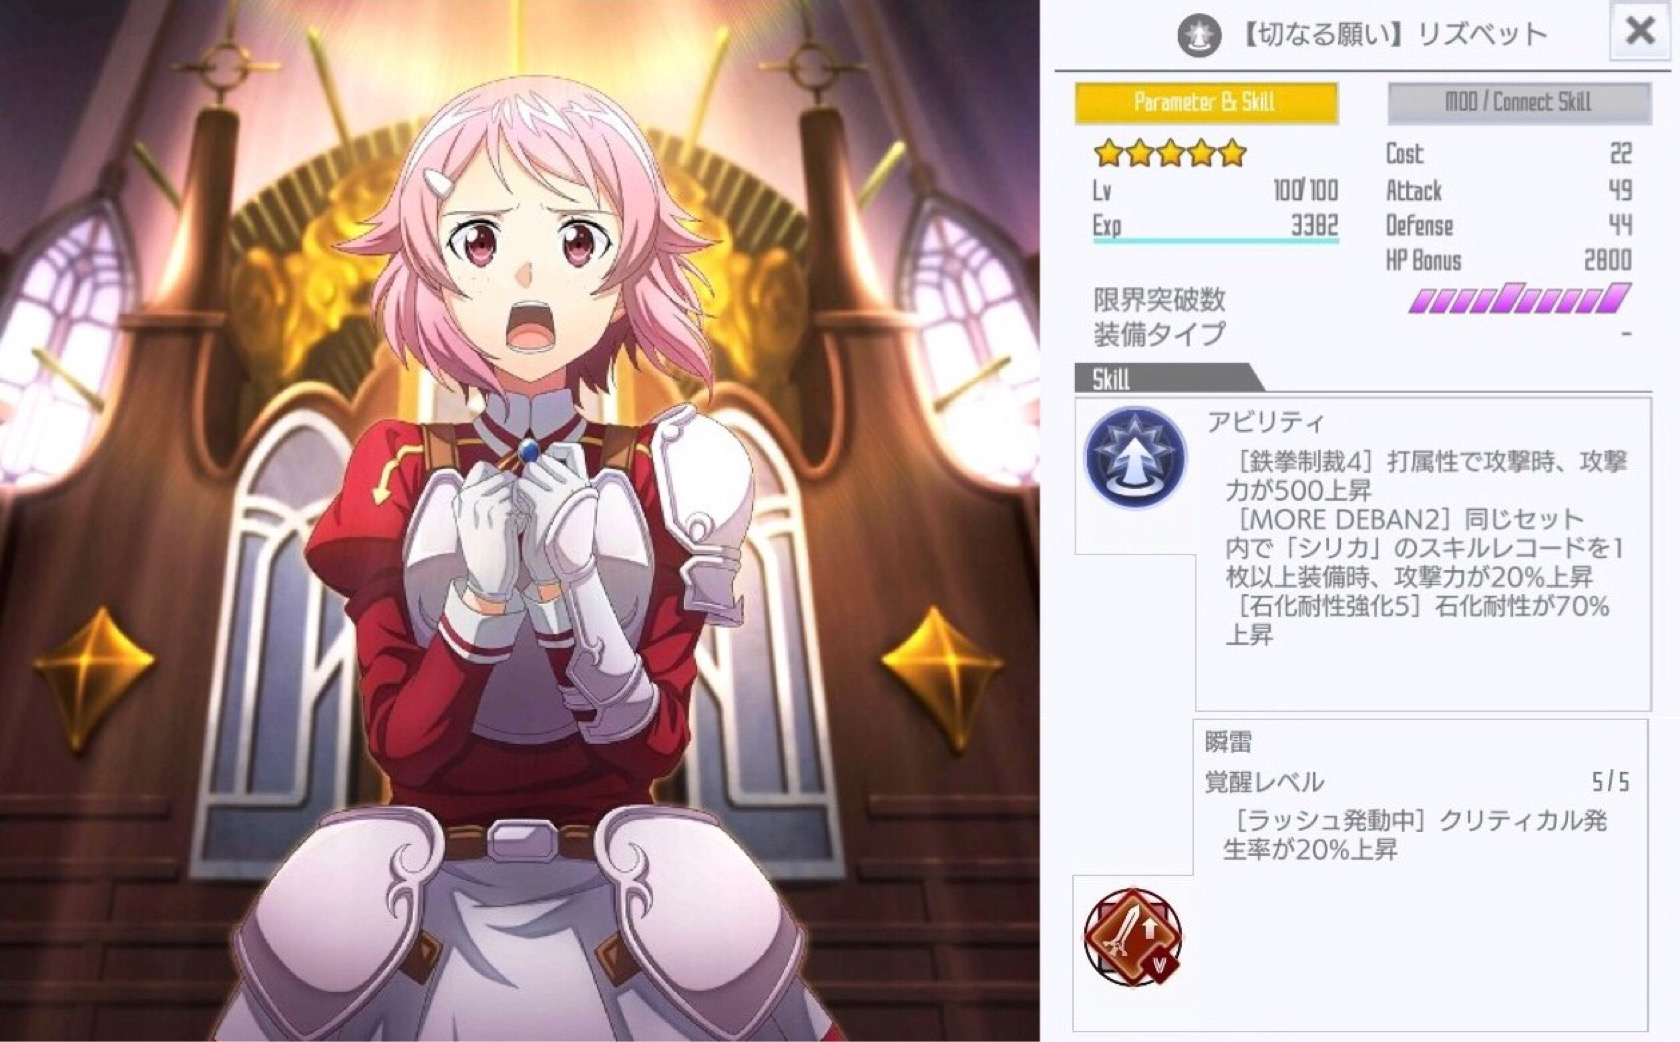 【切なる願い】リズベット
Parameter & Skill
MOD / Connect Skill
Lv 100/100
Exp 3382
Cost 22
Attack 49
Defense 44
HP Bonus 2800
限界突破数
装備タイプ -
Skill
アビリティ
［鉄拳制裁4］打属性で攻撃時、攻撃
力が500上昇
［MORE DEBAN2］同じセット
内で「シリカ」のスキルレコードを1
枚以上装備時、攻撃力が20%上昇
［石化耐性強化5］石化耐性が70%
上昇
瞬雷
覚醒レベル 5/5
［ラッシュ発動中］クリティカル発
生率が20%上昇
V